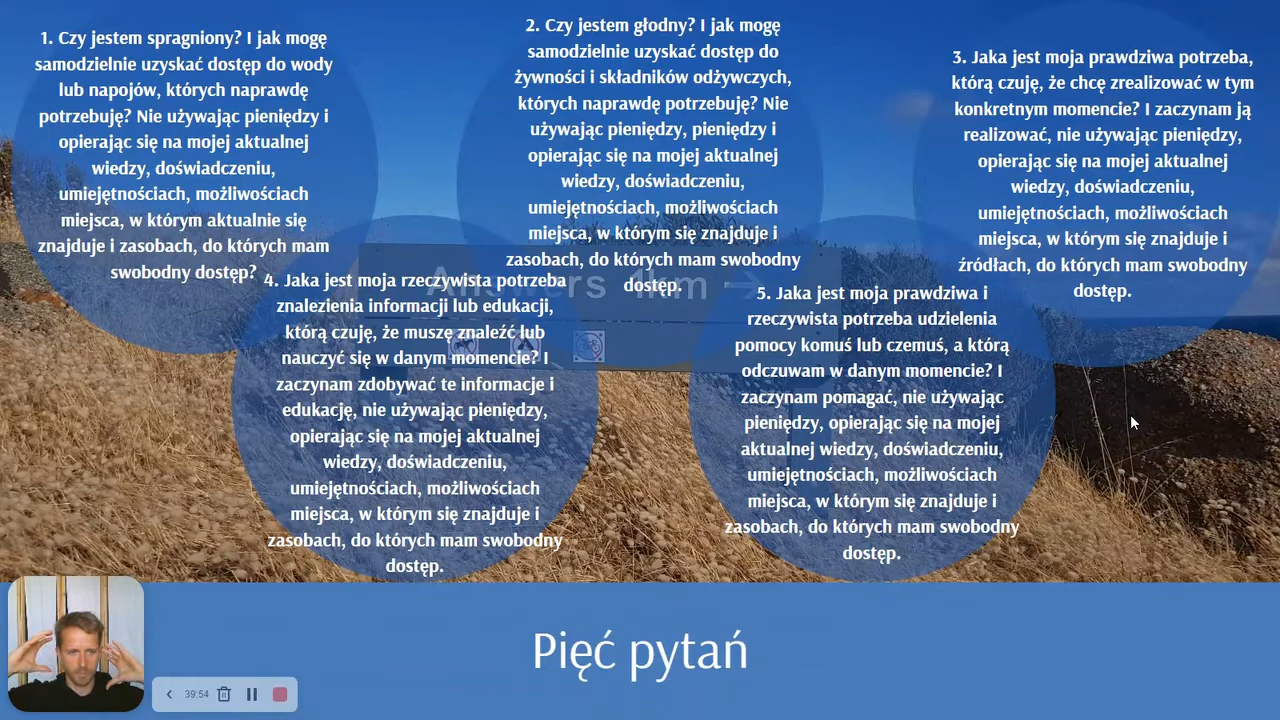 1. Czy jestem spragniony? I jak mogę
samodzielnie uzyskać dostęp do wody
lub napojów, których naprawdę
potrzebuję? Nie używając pieniędzy i
opierając się na mojej aktualnej
wiedzy, doświadczeniu,
umiejętnościach, możliwościach
miejsca, w którym aktualnie się
znajduje i zasobach, do których mam
swobodny dostęp?
2. Czy jestem głodny? I jak mogę
samodzielnie uzyskać dostęp do
żywności i składników odżywczych,
których naprawdę potrzebuję? Nie
używając pieniędzy, pieniędzy i
opierając się na mojej aktualnej
wiedzy, doświadczeniu,
umiejętnościach, możliwościach
miejsca, w którym się znajduje i
zasobach, do których mam swobodny
dostęp.
3. Jaka jest moja prawdziwa potrzeba,
którą czuję, że chcę zrealizować w tym
konkretnym momencie? I zaczynam ją
realizować, nie używając pieniędzy,
opierając się na mojej aktualnej
wiedzy, doświadczeniu,
umiejętnościach, możliwościach
miejsca, w którym się znajduje i
źródłach, do których mam swobodny
dostęp.
4. Jaka jest moja rzeczywista potrzeba
znalezienia informacji lub edukacji,
którą czuję, że muszę znaleźć lub
nauczyć się w danym momencie? I
zaczynam zdobywać te informacje i
edukację, nie używając pieniędzy,
opierając się na mojej aktualnej
wiedzy, doświadczeniu,
umiejętnościach, możliwościach
miejsca, w którym się znajduje i
zasobach, do których mam swobodny
dostęp.
5. Jaka jest moja prawdziwa i
rzeczywista potrzeba udzielenia
pomocy komuś lub czemuś, a którą
odczuwam w danym momencie? I
zaczynam pomagać, nie używając
pieniędzy, opierając się na mojej
aktualnej wiedzy, doświadczeniu,
umiejętnościach, możliwościach
miejsca, w którym się znajduje i
zasobach, do których mam swobodny
dostęp.
Answers 1km →
Pięć pytań
39:54